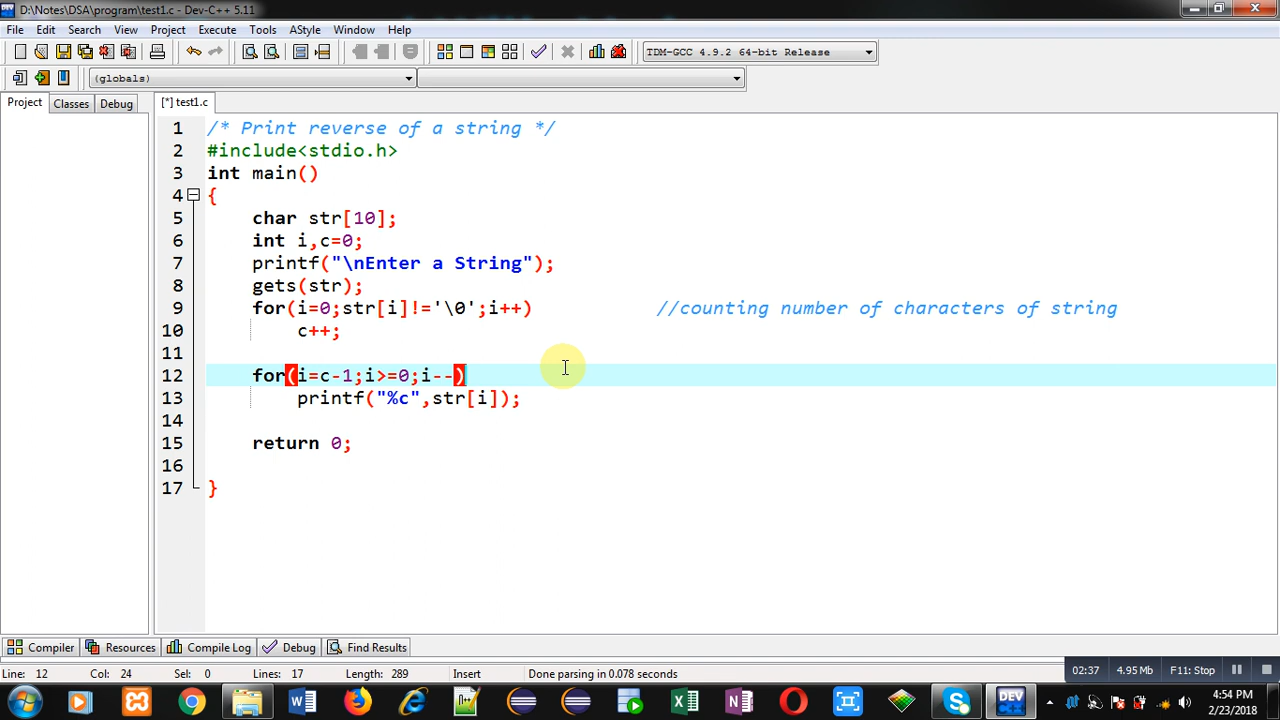 D:\Notes\DSA\program\test1.c - Dev-C++ 5.11
File Edit Search View Project Execute Tools AStyle Window Help
TDM-GCC 4.9.2 64-bit Release
(globals)
Project Classes Debug [*] test1.c
1 /* Print reverse of a string */
2 #include<stdio.h>
3 int main()
4 {
5 char str[10];
6 int i,c=0;
7 printf("\nEnter a String");
8 gets(str);
9 for(i=0;str[i]!='\0';i++) //counting number of characters of string
10 c++;
11
12 for(i=c-1;i>=0;i--)
13 printf("%c",str[i]);
14
15 return 0;
16
17 }
Compiler Resources Compile Log Debug Find Results
Line: 12 Col: 24 Sel: 0 Lines: 17 Length: 289 Insert Done parsing in 0.078 seconds
02:37 4.95 Mb F11: Stop
DEV C++
4:54 PM
2/23/2018